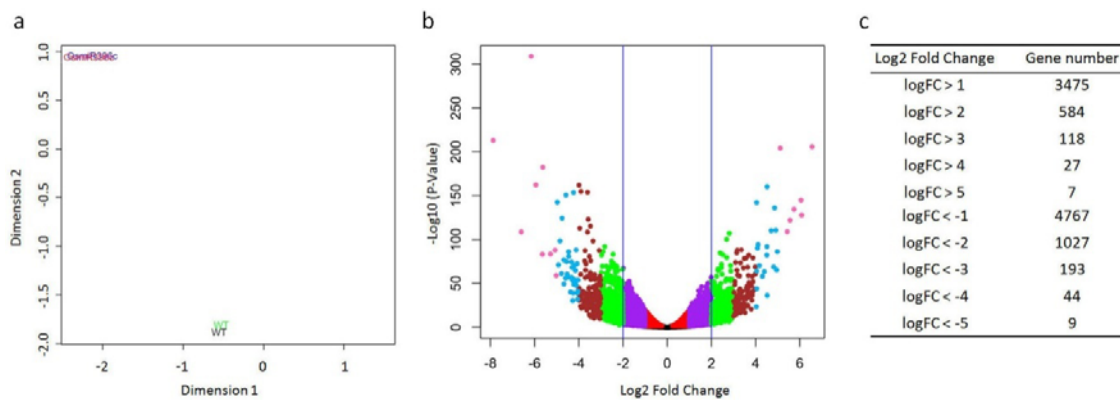 a
b
c
1.0
0.5
0.0
-0.5
-1.0
-1.5
-2.0
Dimension 2
WT
WT
-2 -1 0 1
Dimension 1
300
250
200
150
100
50
0
-Log10 (P-Value)
-8 -6 -4 -2 0 2 4 6
Log2 Fold Change
Log2 Fold Change Gene number
logFC > 1 3475
logFC > 2 584
logFC > 3 118
logFC > 4 27
logFC > 5 7
logFC < -1 4767
logFC < -2 1027
logFC < -3 193
logFC < -4 44
logFC < -5 9